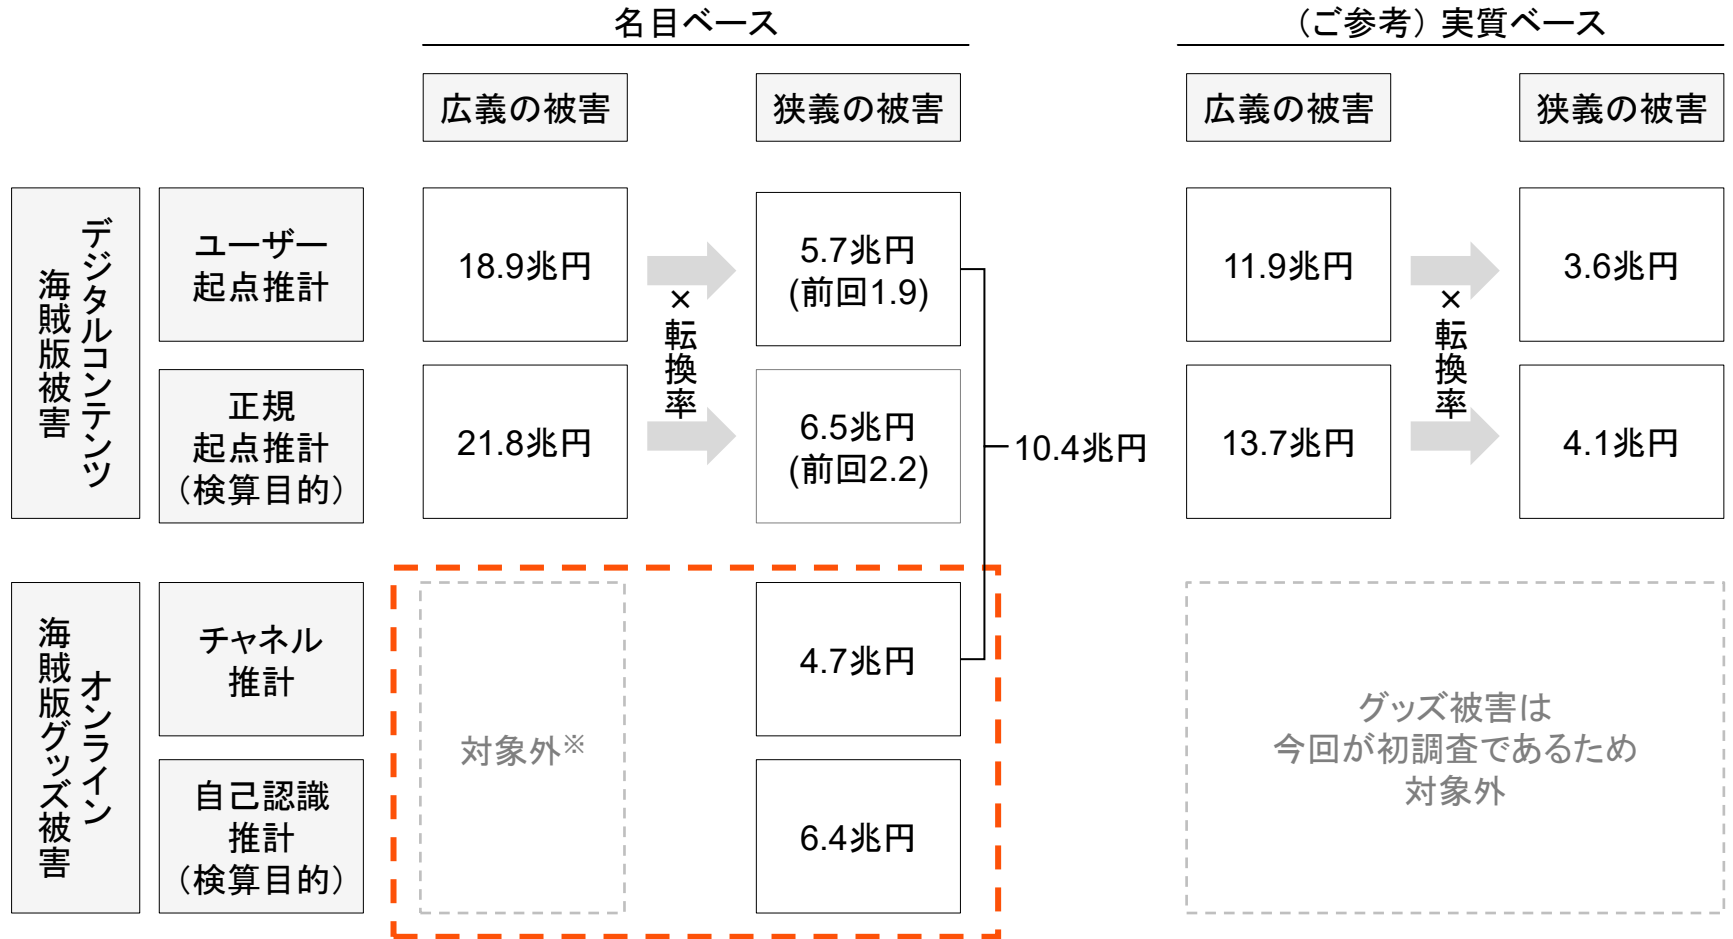 名目ベース
（ご参考）実質ベース
広義の被害
狭義の被害
広義の被害
狭義の被害
デジタルコンテンツ
海賊版被害
ユーザー
起点推計
18.9兆円
5.7兆円
(前回1.9)
11.9兆円
3.6兆円
×転換率
×転換率
正規
起点推計
（検算目的）
21.8兆円
6.5兆円
(前回2.2)
10.4兆円
13.7兆円
4.1兆円
オンライン
海賊版グッズ被害
チャネル
推計
対象外※
4.7兆円
自己認識
推計
（検算目的）
6.4兆円
グッズ被害は
今回が初調査であるため
対象外